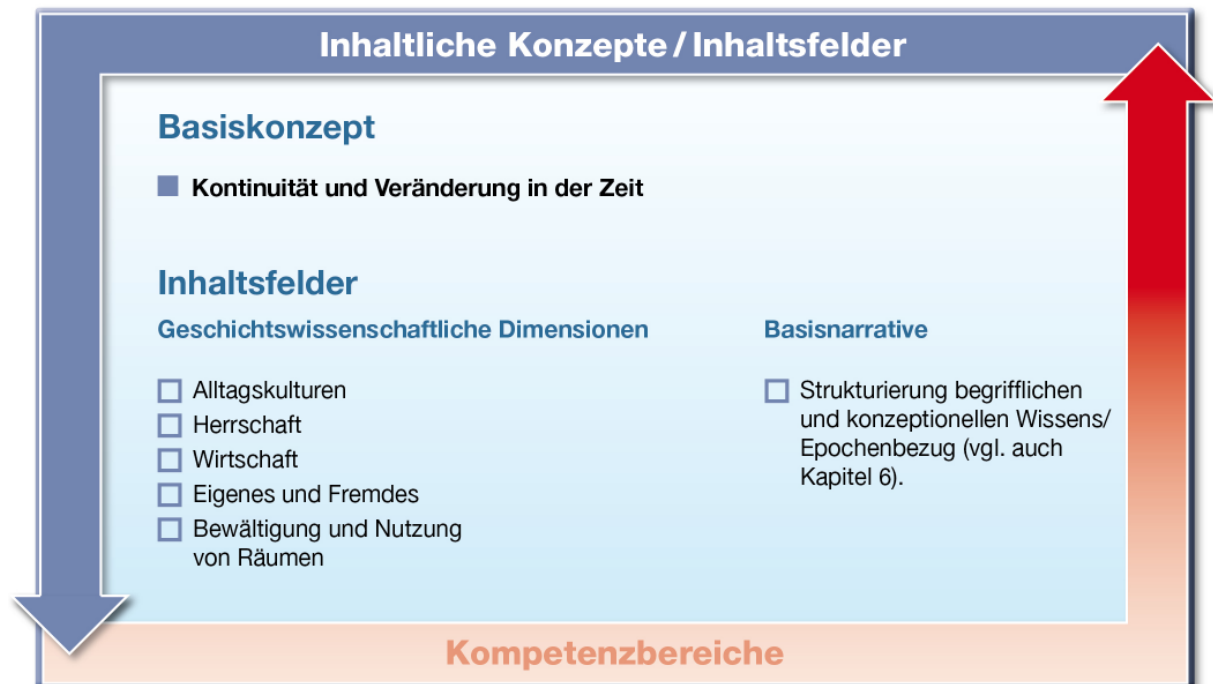 Inhaltliche Konzepte / Inhaltsfelder
Basiskonzept
Kontinuität und Veränderung in der Zeit
Inhaltsfelder
Geschichtswissenschaftliche Dimensionen
Alltagskulturen
Herrschaft
Wirtschaft
Eigenes und Fremdes
Bewältigung und Nutzung
von Räumen
Basisnarrative
Strukturierung begrifflichen
und konzeptionellen Wissens/
Epochenbezug (vgl. auch
Kapitel 6).
Kompetenzbereiche